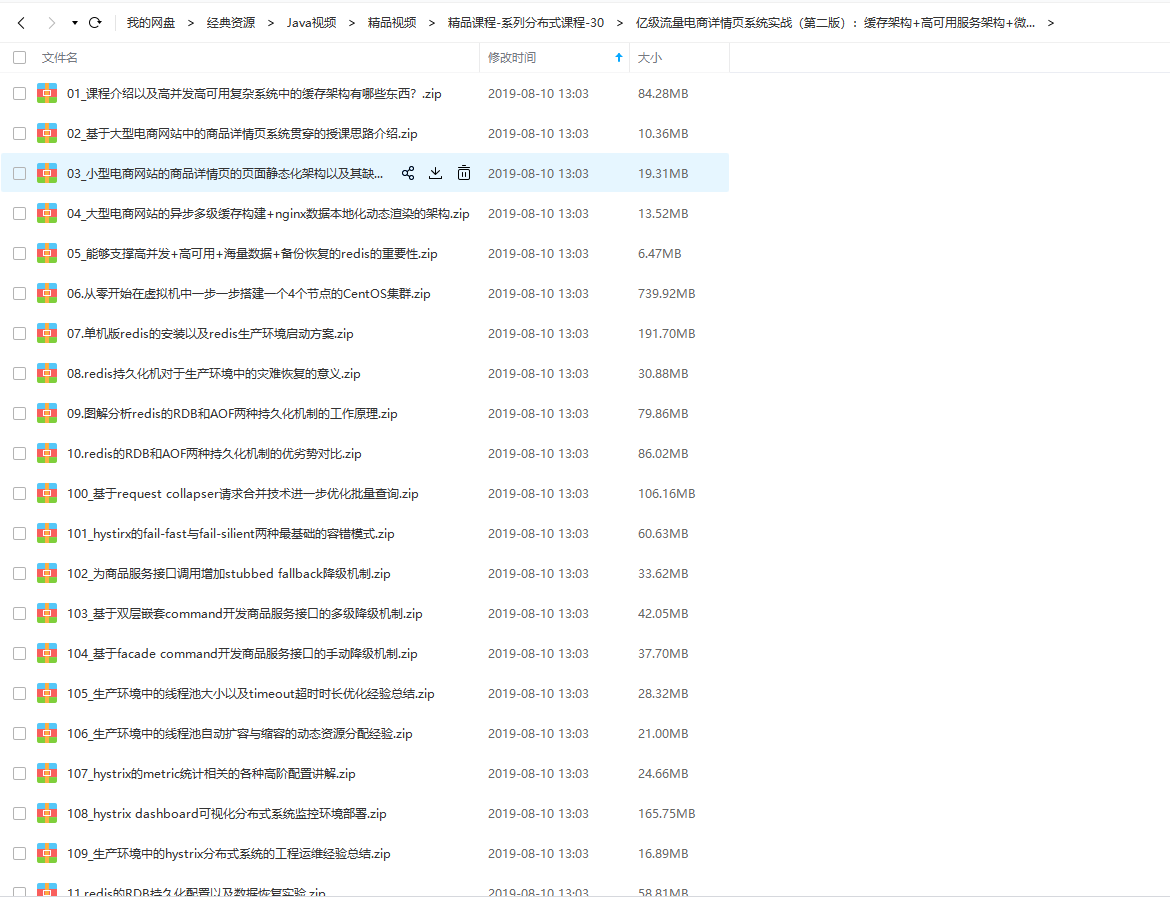 我的网盘 > 经典资源 > Java视频 > 精品视频 > 精品课程-系列分布式课程-30 > 亿级流量电商详情页系统实战（第二版）：缓存架构+高可用服务架构+微... >
文件名 修改时间 大小
01_课程介绍以及高并发高可用复杂系统中的缓存架构有哪些东西？.zip 2019-08-10 13:03 84.28MB
02_基于大型电商网站中的商品详情页系统贯穿的授课思路介绍.zip 2019-08-10 13:03 10.36MB
03_小型电商网站的商品详情页的页面静态化架构以及其缺... 2019-08-10 13:03 19.31MB
04_大型电商网站的异步多级缓存构建+nginx数据本地化动态渲染的架构.zip 2019-08-10 13:03 13.52MB
05_能够支撑高并发+高可用+海量数据+备份恢复的redis的重要性.zip 2019-08-10 13:03 6.47MB
06.从零开始在虚拟机中一步一步搭建一个4个节点的CentOS集群.zip 2019-08-10 13:03 739.92MB
07.单机版redis的安装以及redis生产环境启动方案.zip 2019-08-10 13:03 191.70MB
08.redis持久化机对于生产环境中的灾难恢复的意义.zip 2019-08-10 13:03 30.88MB
09.图解分析redis的RDB和AOF两种持久化机制的工作原理.zip 2019-08-10 13:03 79.86MB
10.redis的RDB和AOF两种持久化机制的优劣势对比.zip 2019-08-10 13:03 86.02MB
100_基于request collapser请求合并技术进一步优化批量查询.zip 2019-08-10 13:03 106.16MB
101_hystirx的fail-fast与fail-silient两种最基础的容错模式.zip 2019-08-10 13:03 60.63MB
102_为商品服务接口调用增加stubbed fallback降级机制.zip 2019-08-10 13:03 33.62MB
103_基于双层嵌套command开发商品服务接口的多级降级机制.zip 2019-08-10 13:03 42.05MB
104_基于facade command开发商品服务接口的手动降级机制.zip 2019-08-10 13:03 37.70MB
105_生产环境中的线程池大小以及timeout超时时长优化经验总结.zip 2019-08-10 13:03 28.32MB
106_生产环境中的线程池自动扩容与缩容的动态资源分配经验.zip 2019-08-10 13:03 21.00MB
107_hystrix的metric统计相关的各种高阶配置讲解.zip 2019-08-10 13:03 24.66MB
108_hystrix dashboard可视化分布式系统监控环境部署.zip 2019-08-10 13:03 165.75MB
109_生产环境中的hystrix分布式系统的工程运维经验总结.zip 2019-08-10 13:03 16.89MB
11.redis的RDB持久化配置以及数据恢复实验.zip 2019-08-10 13:03 58.81MB